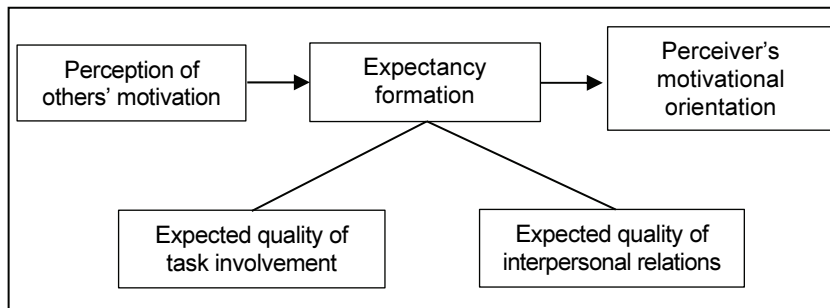 Perception of
others’ motivation
Expectancy
formation
Perceiver’s
motivational
orientation
Expected quality of
task involvement
Expected quality of
interpersonal relations